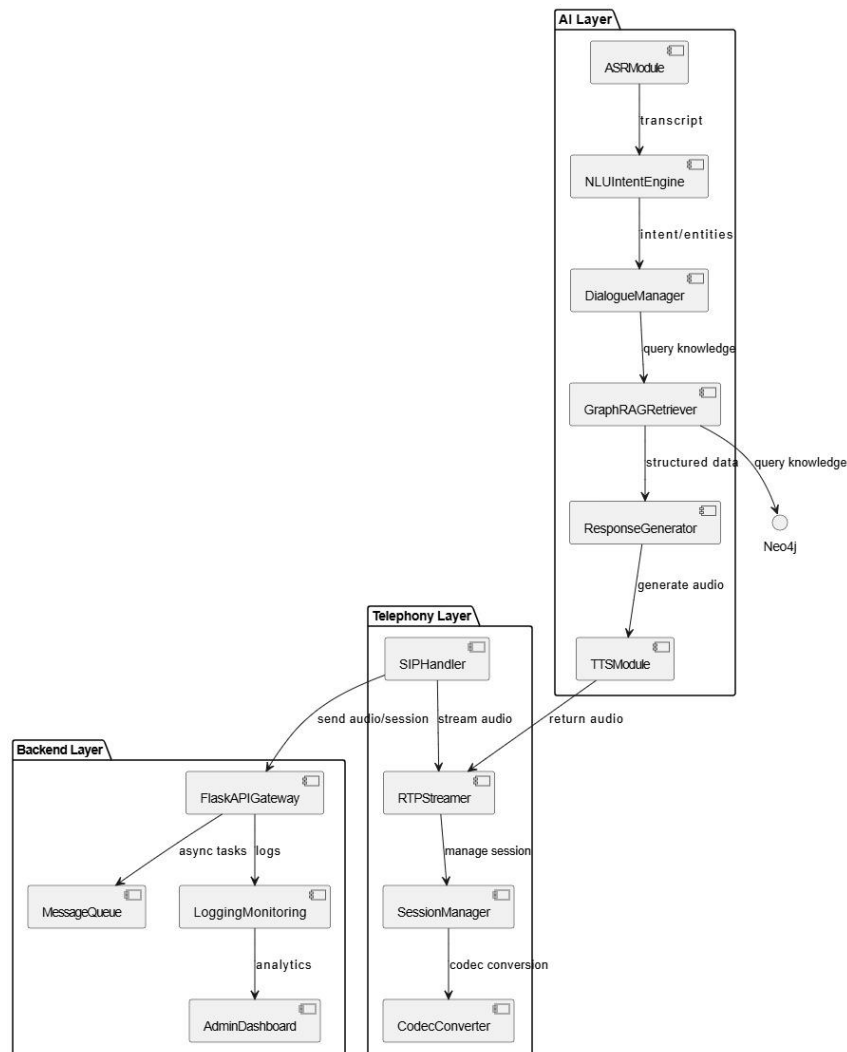 AI Layer
ASRModule
transcript
NLUIntentEngine
intent/entities
DialogueManager
query knowledge
GraphRAGRetriever
structured data
query knowledge
ResponseGenerator
Neo4j
generate audio
Telephony Layer
SIPHandler
TTSModule
send audio/session
stream audio
return audio
Backend Layer
FlaskAPIGateway
RTPStreamer
async tasks
logs
manage session
MessageQueue
LoggingMonitoring
SessionManager
analytics
codec conversion
AdminDashboard
CodecConverter